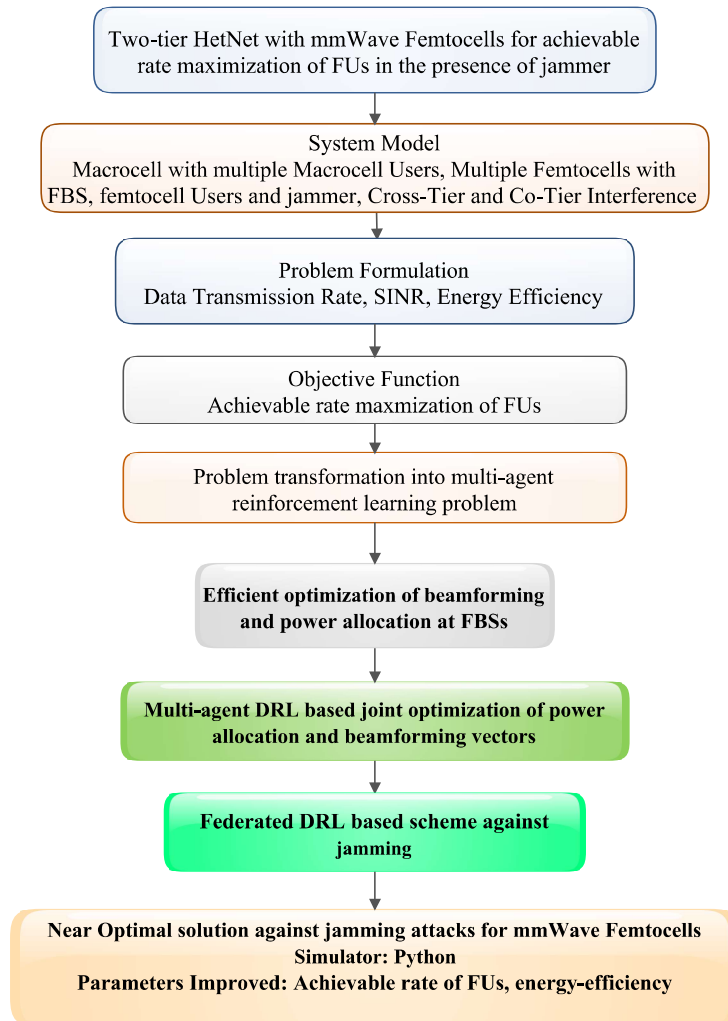 Two-tier HetNet with mmWave Femtocells for achievable
rate maximization of FUs in the presence of jammer
System Model
Macrocell with multiple Macrocell Users, Multiple Femtocells with
FBS, femtocell Users and jammer, Cross-Tier and Co-Tier Interference
Problem Formulation
Data Transmission Rate, SINR, Energy Efficiency
Objective Function
Achievable rate maxmization of FUs
Problem transformation into multi-agent
reinforcement learning problem
Efficient optimization of beamforming
and power allocation at FBSs
Multi-agent DRL based joint optimization of power
allocation and beamforming vectors
Federated DRL based scheme against
jamming
Near Optimal solution against jamming attacks for mmWave Femtocells
Simulator: Python
Parameters Improved: Achievable rate of FUs, energy-efficiency